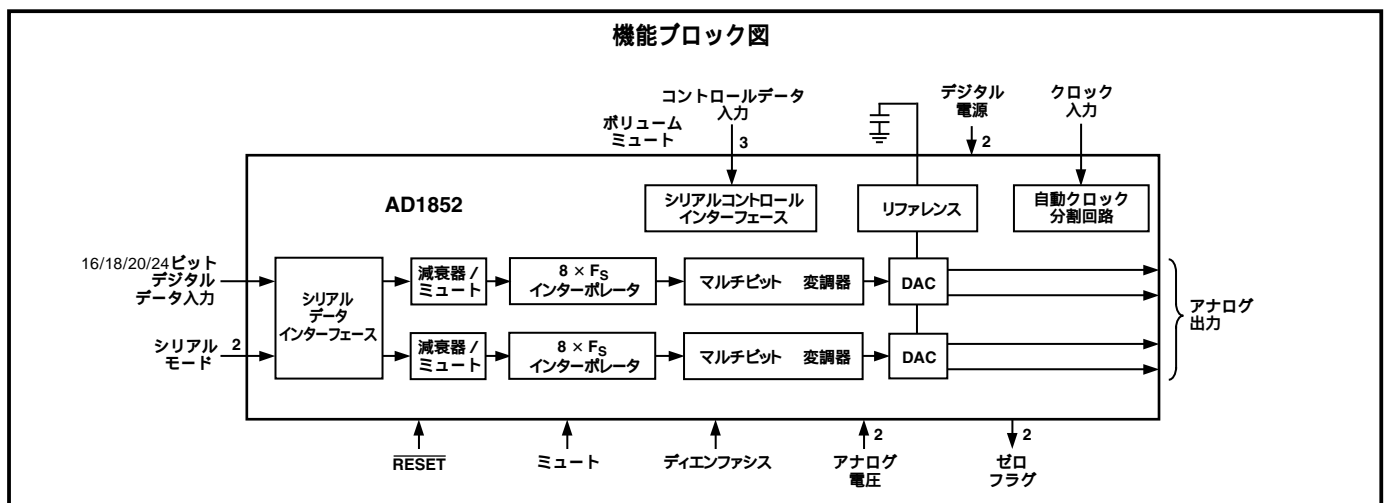 機能ブロック図
コントロールデータ
入力
ボリューム
ミュート
3
デジタル
電源
2
クロック
入力
AD1852
シリアルコントロール
インターフェース
リファレンス
自動クロック
分割回路
16/18/20/24ビット
デジタル
データ入力
シリアル
モード
2
シリアル
データ
インターフェース
減衰器/
ミュート
8 × FS
インターポレータ
マルチビット 変調器
DAC
減衰器/
ミュート
8 × FS
インターポレータ
マルチビット 変調器
DAC
アナログ
出力
RESET
ミュート
ディエンファシス
2
アナログ
電圧
2
ゼロ
フラグ